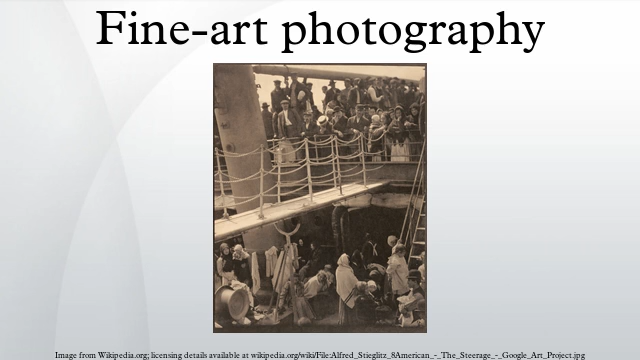 Fine-art photography
Image from Wikipedia.org; licensing details available at wikipedia.org/wiki/File:Alfred_Stieglitz_8American_-_The_Steerage_-_Google_Art_Project.jpg